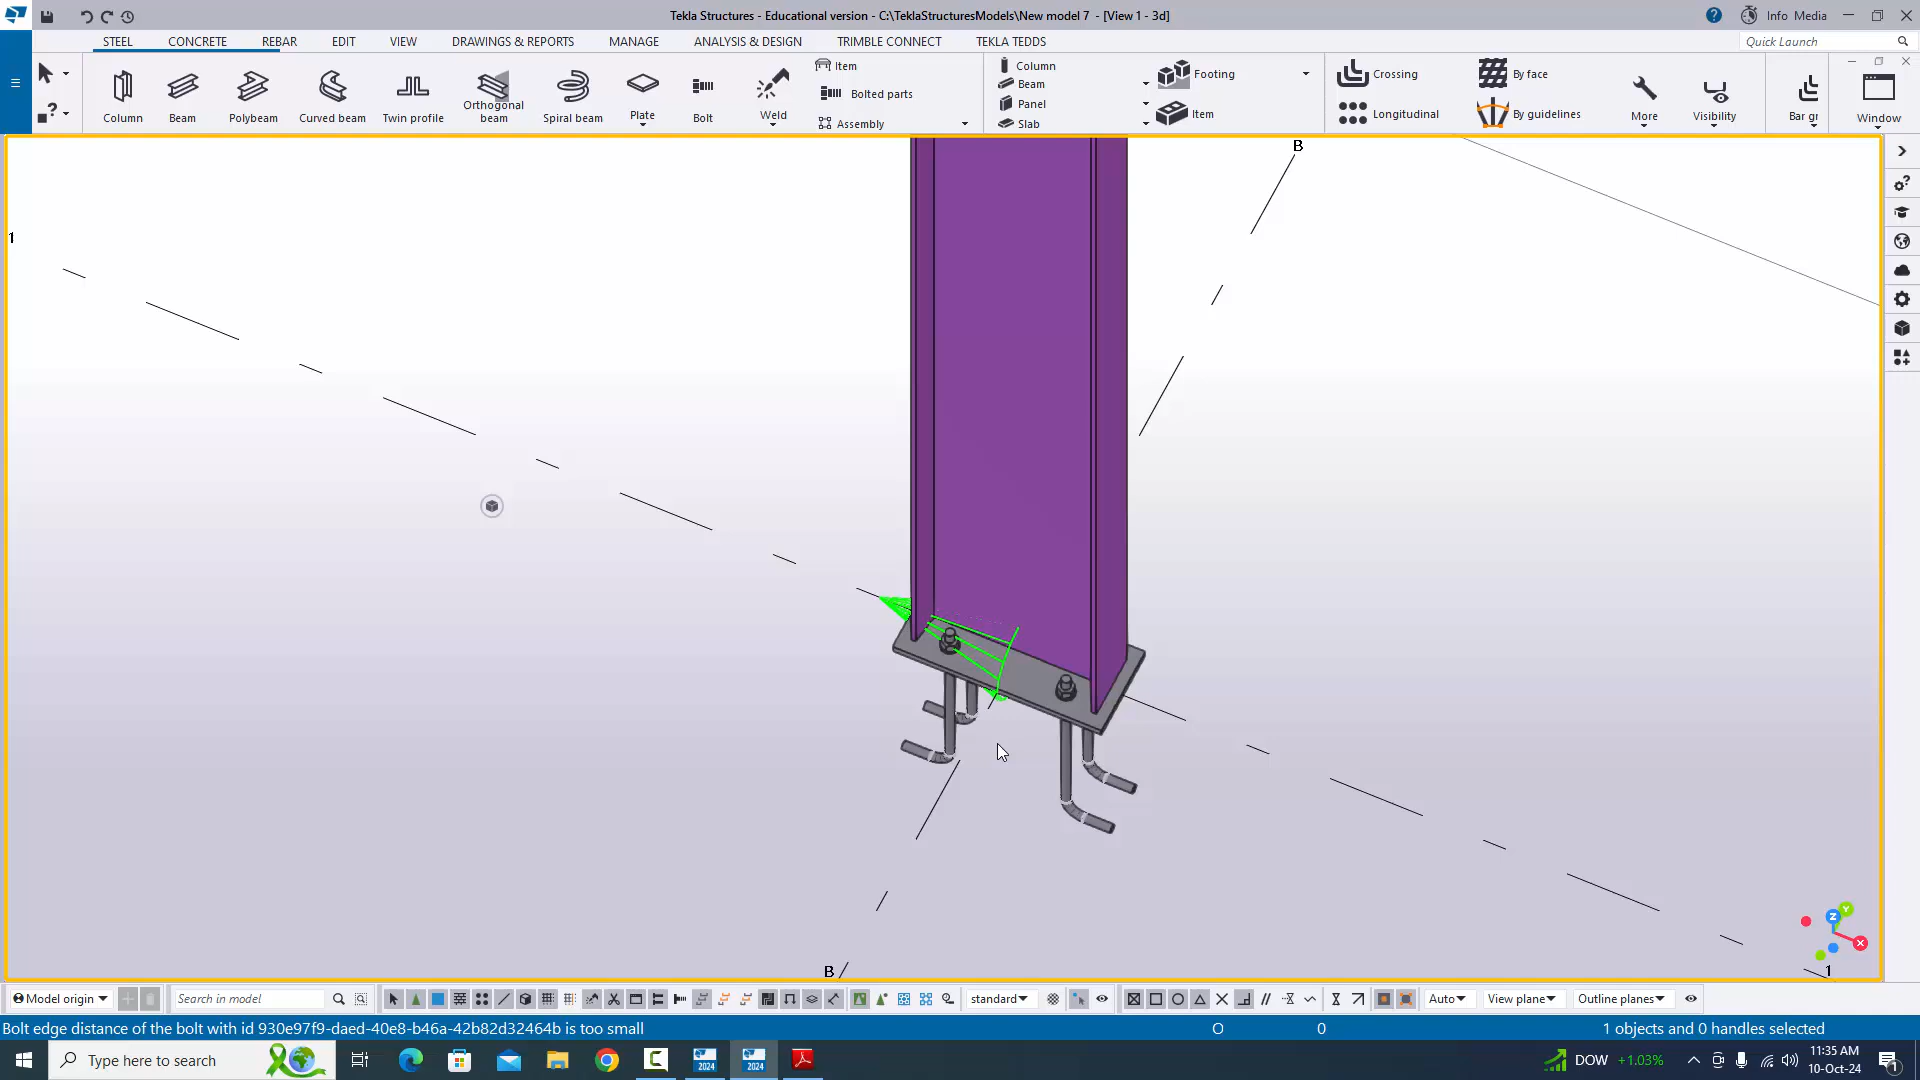 Tekla Structures - Educational version - C:\TeklaStructuresModels\New model 7 - [View 1 - 3d]
Info Media
STEEL CONCRETE REBAR EDIT VIEW DRAWINGS & REPORTS MANAGE ANALYSIS & DESIGN TRIMBLE CONNECT TEKLA TEDDS
Quick Launch
Column
Beam
Polybeam
Curved beam
Twin profile
Orthogonal
beam
Spiral beam
Plate
Bolt
Weld
Item
Bolted parts
Assembly
Column
Beam
Panel
Slab
Footing
Item
Crossing
Longitudinal
By face
By guidelines
More
Visibility
Bar gr
Window
B
1
B
1
Z
Y
X
Model origin
Search in model
standard
Auto
View plane
Outline planes
Bolt edge distance of the bolt with id 930e97f9-daed-40e8-b46a-42b82d32464b is too small
O
0
1 objects and 0 handles selected
Type here to search
2024
2024
DOW +1.03%
11:35 AM
10-Oct-24
1